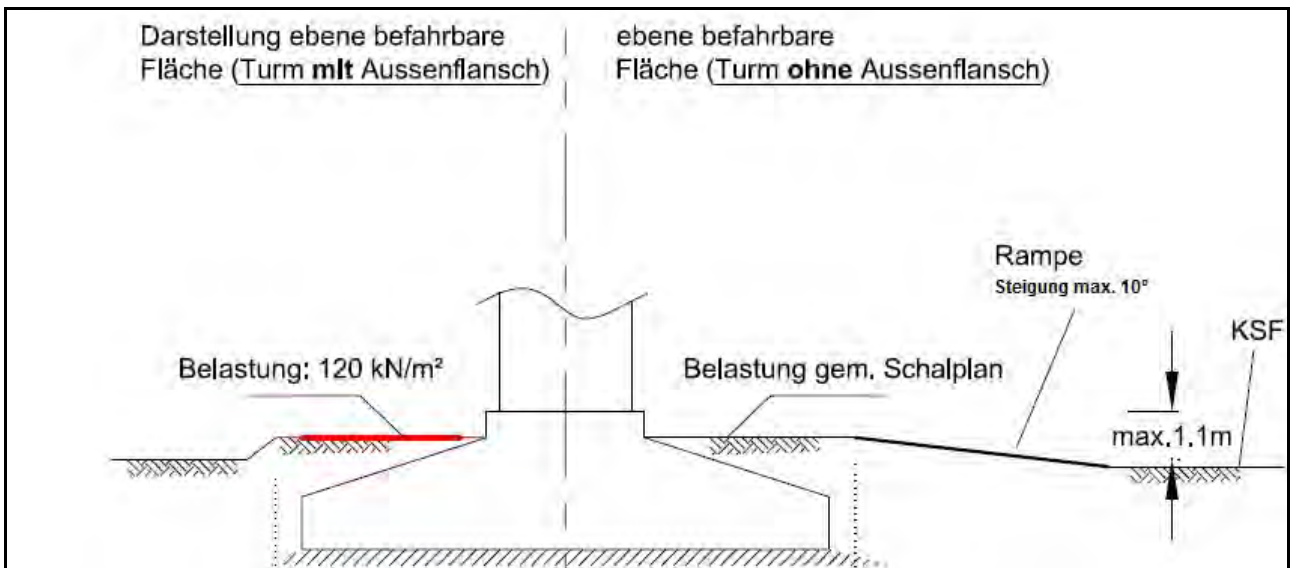 Darstellung ebene befahrbare
Fläche (Turm mit Aussenflansch)
ebene befahrbare
Fläche (Turm ohne Aussenflansch)
Rampe
Steigung max. 10°
KSF
Belastung: 120 kN/m²
Belastung gem. Schalplan
max.1.1m